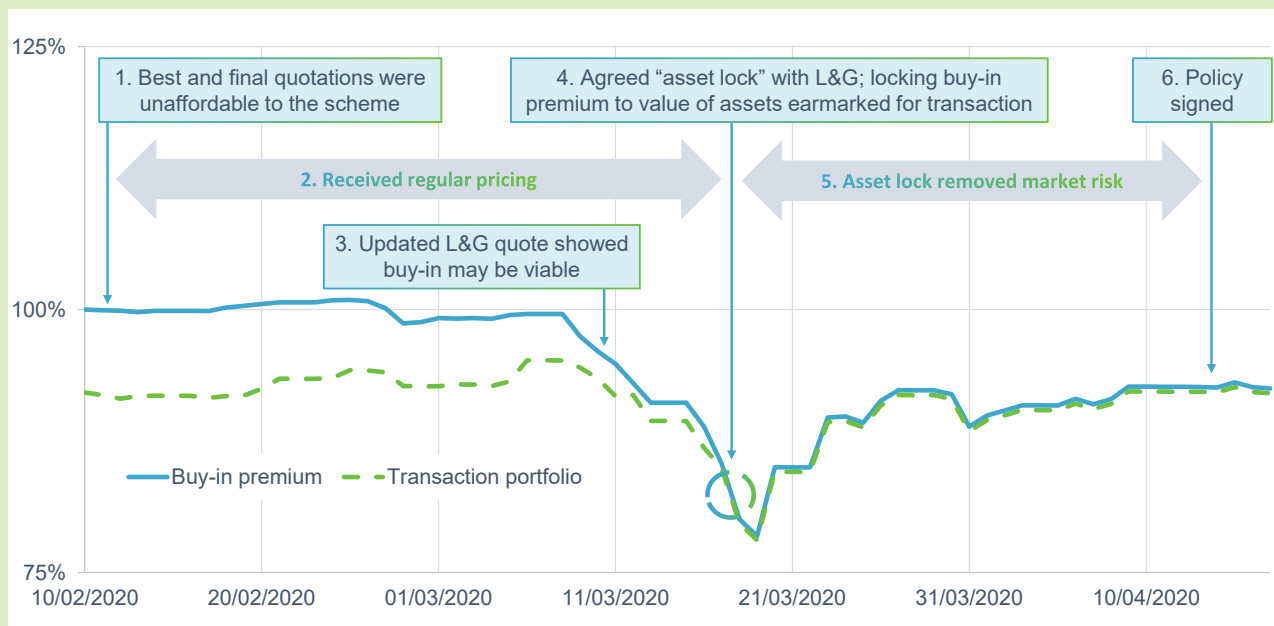 125%
1. Best and final quotations were
unaffordable to the scheme
4. Agreed “asset lock” with L&G; locking buy-in
premium to value of assets earmarked for transaction
6. Policy
signed
2. Received regular pricing
5. Asset lock removed market risk
3. Updated L&G quote showed
buy-in may be viable
100%
Buy-in premium
Transaction portfolio
75%
10/02/2020
20/02/2020
01/03/2020
11/03/2020
21/03/2020
31/03/2020
10/04/2020